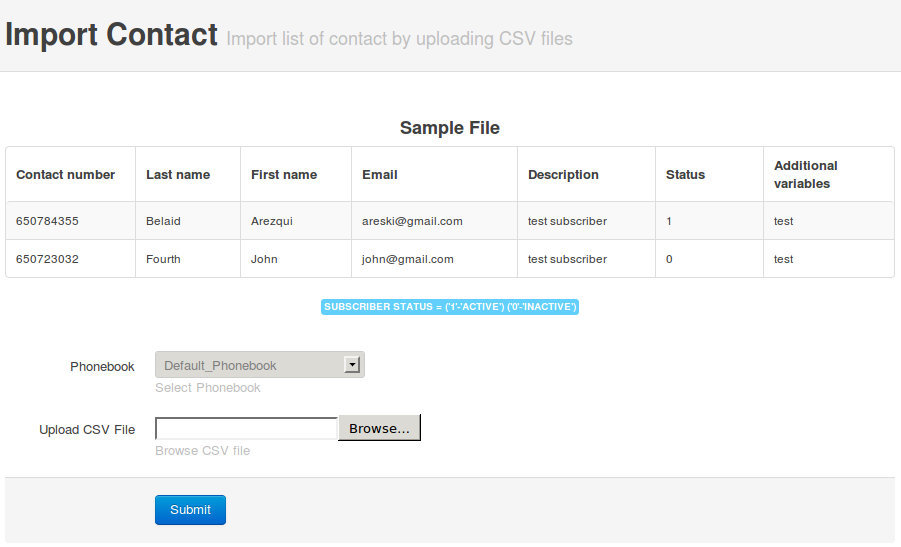 Import Contact Import list of contact by uploading CSV files
Sample File
Contact number Last name First name Email Description Status Additional variables
650784355 Belaid Arezqui areski@gmail.com test subscriber 1 test
650723032 Fourth John john@gmail.com test subscriber 0 test
SUBSCRIBER STATUS = ('1'-'ACTIVE') ('0'-'INACTIVE')
Phonebook Default_Phonebook
Select Phonebook
Upload CSV File Browse...
Browse CSV file
Submit